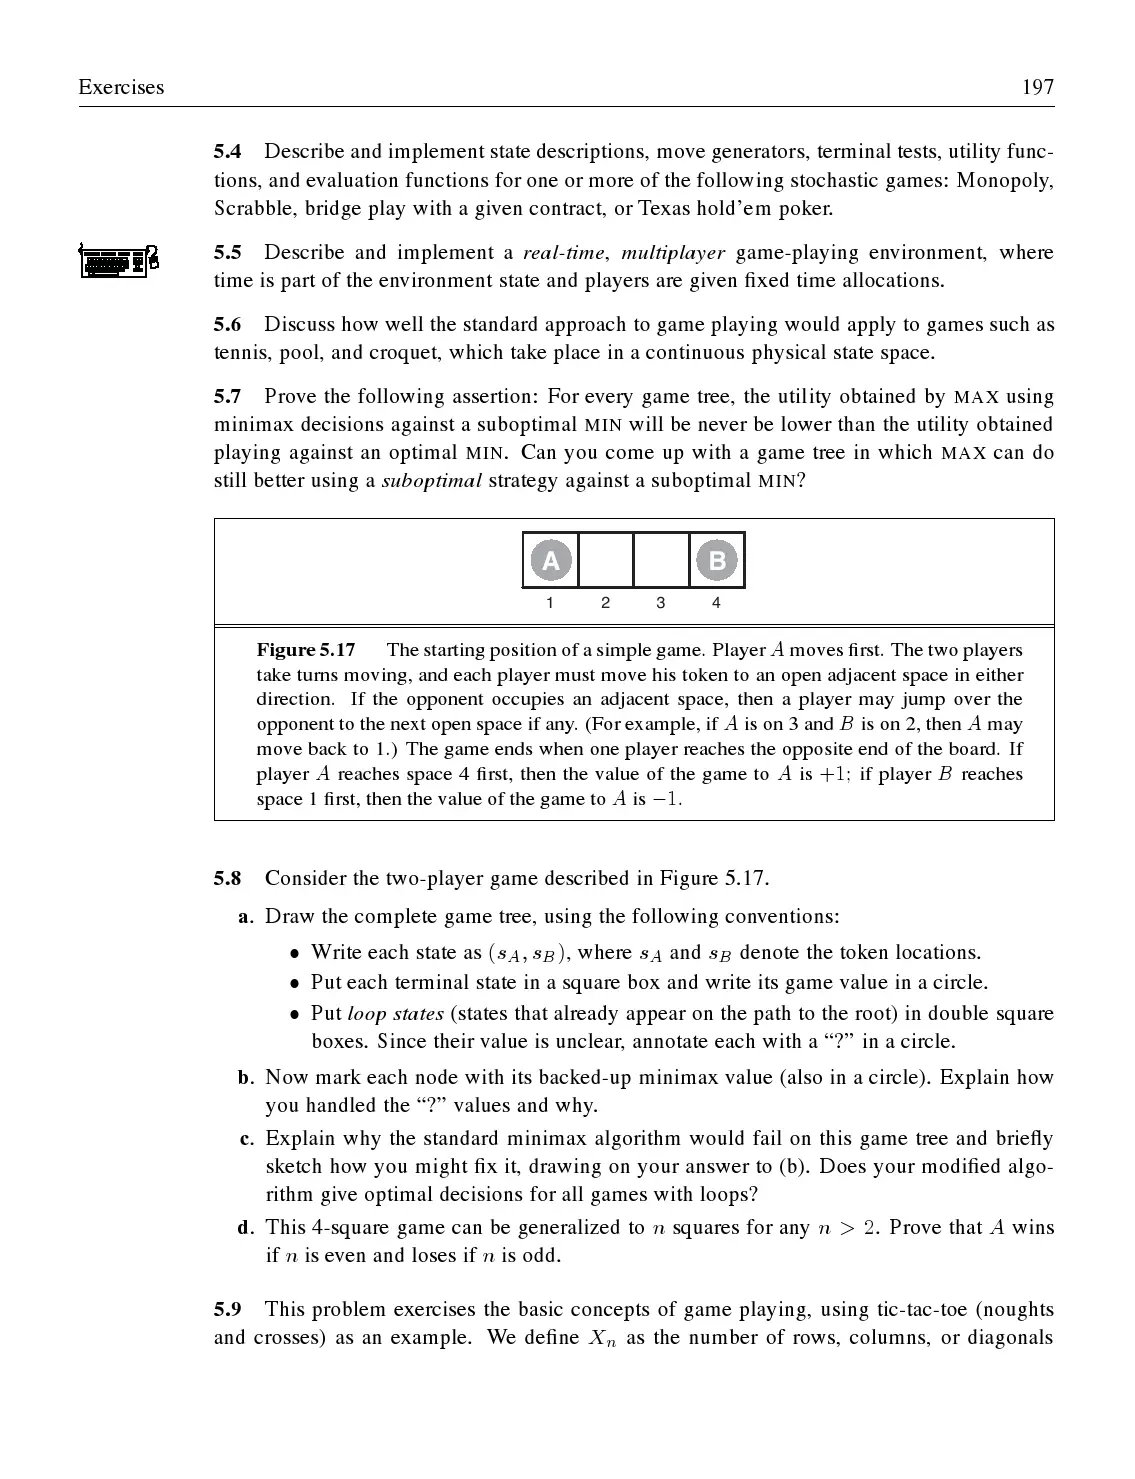 Exercises 197
5.4 Describe and implement state descriptions, move generators, terminal tests, utility func-
tions, and evaluation functions for one or more of the following stochastic games: Monopoly,
Scrabble, bridge play with a given contract, or Texas hold'em poker.
5.5 Describe and implement a real-time, multiplayer game-playing environment, where
time is part of the environment state and players are given fixed time allocations.
5.6 Discuss how well the standard approach to game playing would apply to games such as
tennis, pool, and croquet, which take place in a continuous physical state space.
5.7 Prove the following assertion: For every game tree, the utility obtained by MAX using
minimax decisions against a suboptimal MIN will be never be lower than the utility obtained
playing against an optimal MIN. Can you come up with a game tree in which MAX can do
still better using a suboptimal strategy against a suboptimal MIN?
A B
1 2 3 4
Figure 5.17 The starting position of a simple game. Player A moves first. The two players
take turns moving, and each player must move his token to an open adjacent space in either
direction. If the opponent occupies an adjacent space, then a player may jump over the
opponent to the next open space if any. (For example, if A is on 3 and B is on 2, then A may
move back to 1.) The game ends when one player reaches the opposite end of the board. If
player A reaches space 4 first, then the value of the game to A is +1; if player B reaches
space 1 first, then the value of the game to A is −1.
5.8 Consider the two-player game described in Figure 5.17.
a. Draw the complete game tree, using the following conventions:
• Write each state as (sA, sB), where sA and sB denote the token locations.
• Put each terminal state in a square box and write its game value in a circle.
• Put loop states (states that already appear on the path to the root) in double square
boxes. Since their value is unclear, annotate each with a “?” in a circle.
b. Now mark each node with its backed-up minimax value (also in a circle). Explain how
you handled the “?” values and why.
c. Explain why the standard minimax algorithm would fail on this game tree and briefly
sketch how you might fix it, drawing on your answer to (b). Does your modified algo-
rithm give optimal decisions for all games with loops?
d. This 4-square game can be generalized to n squares for any n > 2. Prove that A wins
if n is even and loses if n is odd.
5.9 This problem exercises the basic concepts of game playing, using tic-tac-toe (noughts
and crosses) as an example. We define Xn as the number of rows, columns, or diagonals